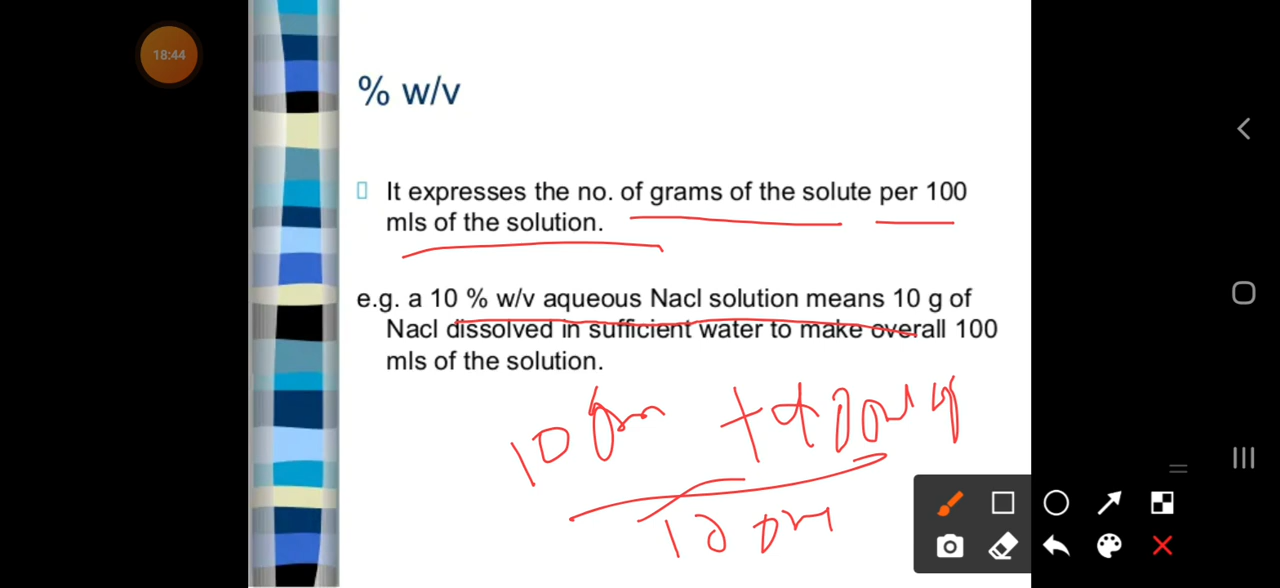 18:44
% w/v
It expresses the no. of grams of the solute per 100
mls of the solution.
e.g. a 10 % w/v aqueous Nacl solution means 10 g of
Nacl dissolved in sufficient water to make overall 100
mls of the solution.
10 gm
10